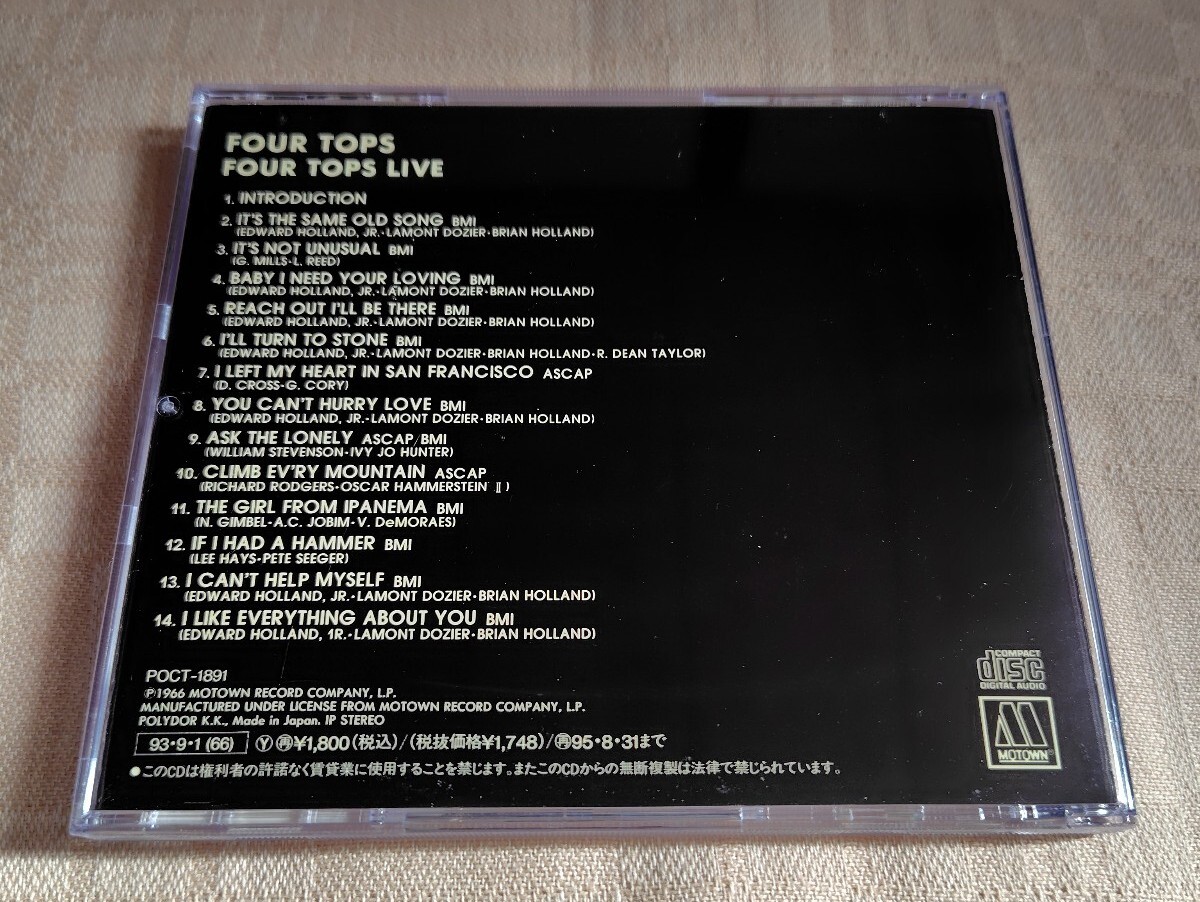 FOUR TOPS
FOUR TOPS LIVE
1. INTRODUCTION
2. IT'S THE SAME OLD SONG BMI
(EDWARD HOLLAND, JR.・LAMONT DOZIER・BRIAN HOLLAND)
3. IT'S NOT UNUSUAL BMI
(G. MILLS・L. REED)
4. BABY I NEED YOUR LOVING BMI
(EDWARD HOLLAND, JR.・LAMONT DOZIER・BRIAN HOLLAND)
5. REACH OUT I'LL BE THERE BMI
(EDWARD HOLLAND, JR.・LAMONT DOZIER・BRIAN HOLLAND)
6. I'LL TURN TO STONE BMI
(EDWARD HOLLAND, JR.・LAMONT DOZIER・BRIAN HOLLAND・R. DEAN TAYLOR)
7. I LEFT MY HEART IN SAN FRANCISCO ASCAP
(D. CROSS・G. CORY)
8. YOU CAN'T HURRY LOVE BMI
(EDWARD HOLLAND, JR.・LAMONT DOZIER・BRIAN HOLLAND)
9. ASK THE LONELY ASCAP/BMI
(WILLIAM STEVENSON・IVY JO HUNTER)
10. CLIMB EV'RY MOUNTAIN ASCAP
(RICHARD RODGERS・OSCAR HAMMERSTEIN Ⅱ)
11. THE GIRL FROM IPANEMA BMI
(N. GIMBEL・A.C. JOBIM・V. DeMORAES)
12. IF I HAD A HAMMER BMI
(LEE HAYS・PETE SEEGER)
13. I CAN'T HELP MYSELF BMI
(EDWARD HOLLAND, JR.・LAMONT DOZIER・BRIAN HOLLAND)
14. I LIKE EVERYTHING ABOUT YOU BMI
(EDWARD HOLLAND, 1R.・LAMONT DOZIER・BRIAN HOLLAND)
POCT-1891
℗1966 MOTOWN RECORD COMPANY, L.P.
MANUFACTURED UNDER LICENSE FROM MOTOWN RECORD COMPANY, L.P.
POLYDOR K.K., Made in Japan. IP STEREO
93・9・1 (66) Ⓨ㊢¥1,800(税込)/(税抜価格¥1,748)/㊢95・8・31まで
●このCDは権利者の許諾なく賃貸業に使用することを禁じます。またこのCDからの無断複製は法律で禁じられています。
COMPACT
disc
DIGITAL AUDIO
MOTOWN®